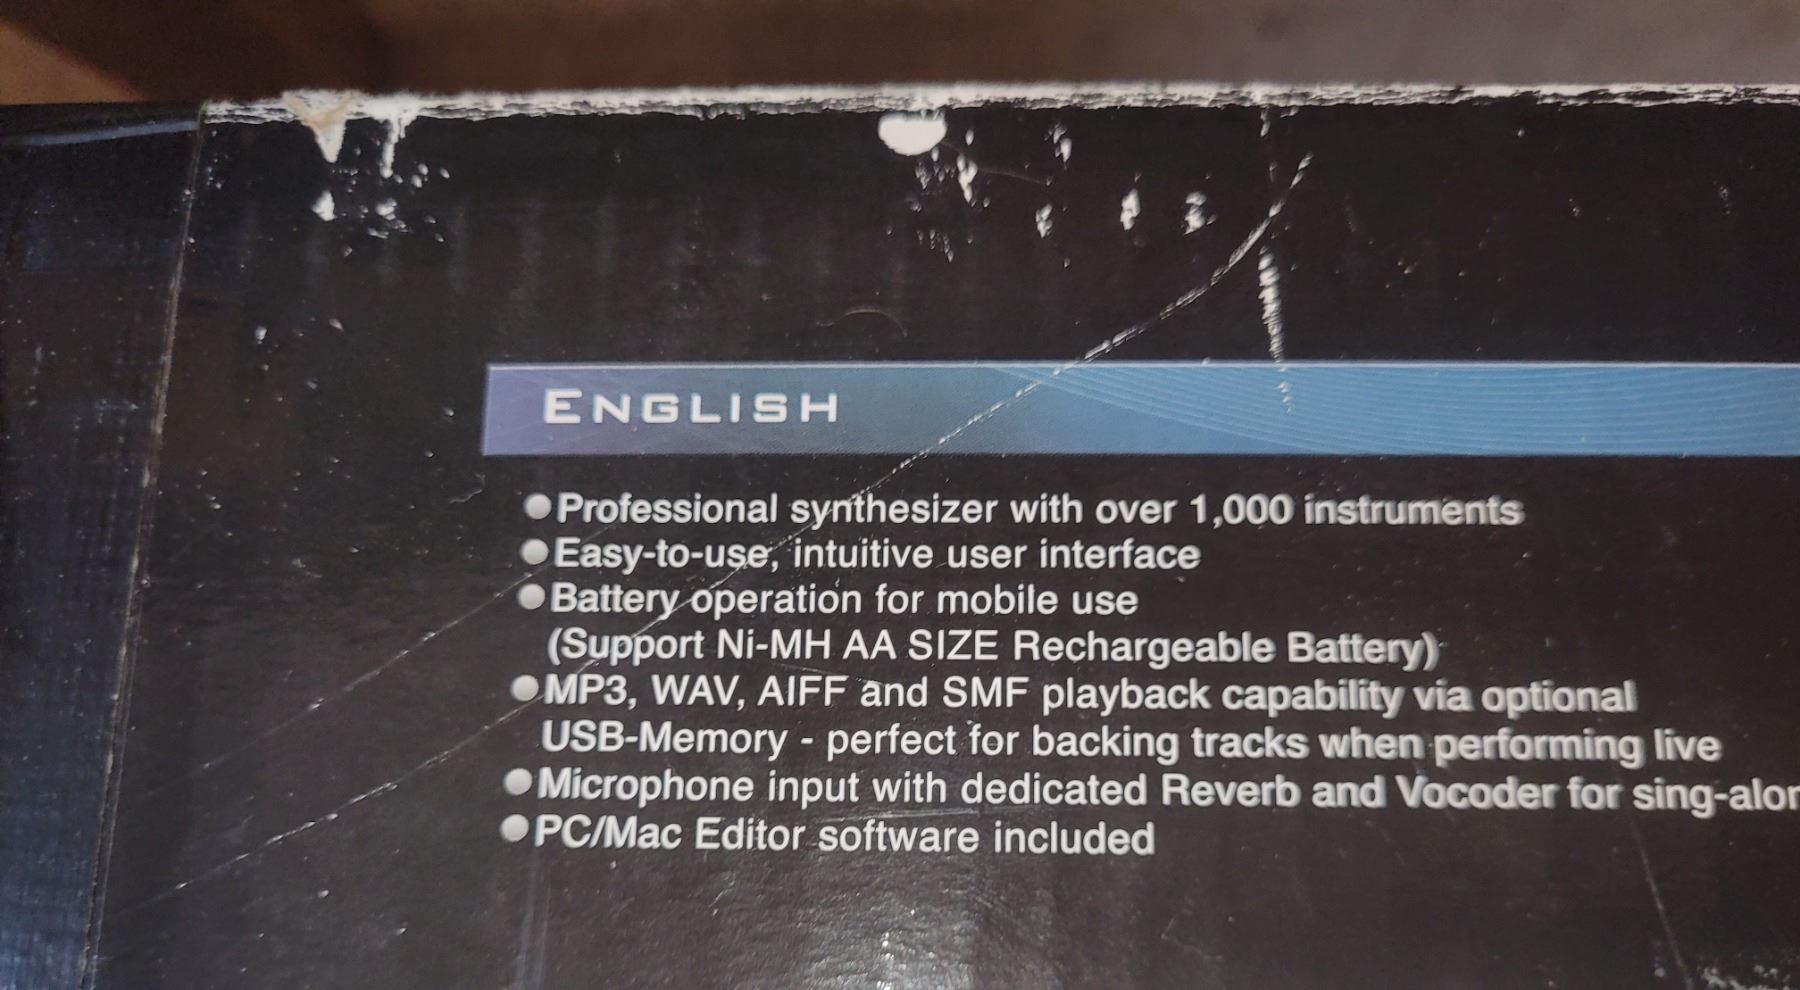 ENGLISH
●Professional synthesizer with over 1,000 instruments
●Easy-to-use, intuitive user interface
●Battery operation for mobile use
(Support Ni-MH AA SIZE Rechargeable Battery)
●MP3, WAV, AIFF and SMF playback capability via optional
USB-Memory - perfect for backing tracks when performing live
●Microphone input with dedicated Reverb and Vocoder for
●PC/Mac Editor software included